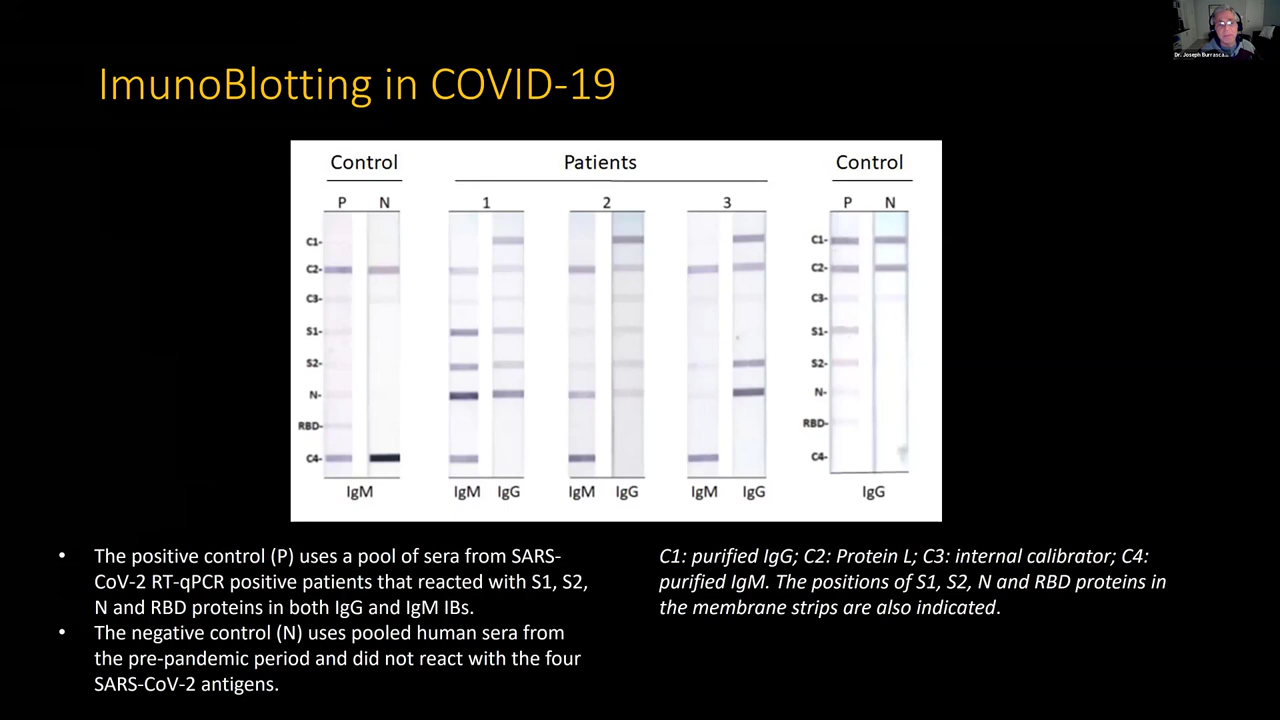 Dr. Joseph Burrasca...
ImunoBlotting in COVID-19
Control Patients Control
P N 1 2 3 P N
C1- C1-
C2- C2-
C3- C3-
S1- S1-
S2- S2-
N- N-
RBD- RBD-
C4- C4-
IgM IgM IgG IgM IgG IgM IgG IgG
• The positive control (P) uses a pool of sera from SARS-
CoV-2 RT-qPCR positive patients that reacted with S1, S2,
N and RBD proteins in both IgG and IgM IBs.
• The negative control (N) uses pooled human sera from
the pre-pandemic period and did not react with the four
SARS-CoV-2 antigens.
C1: purified IgG; C2: Protein L; C3: internal calibrator; C4:
purified IgM. The positions of S1, S2, N and RBD proteins in
the membrane strips are also indicated.